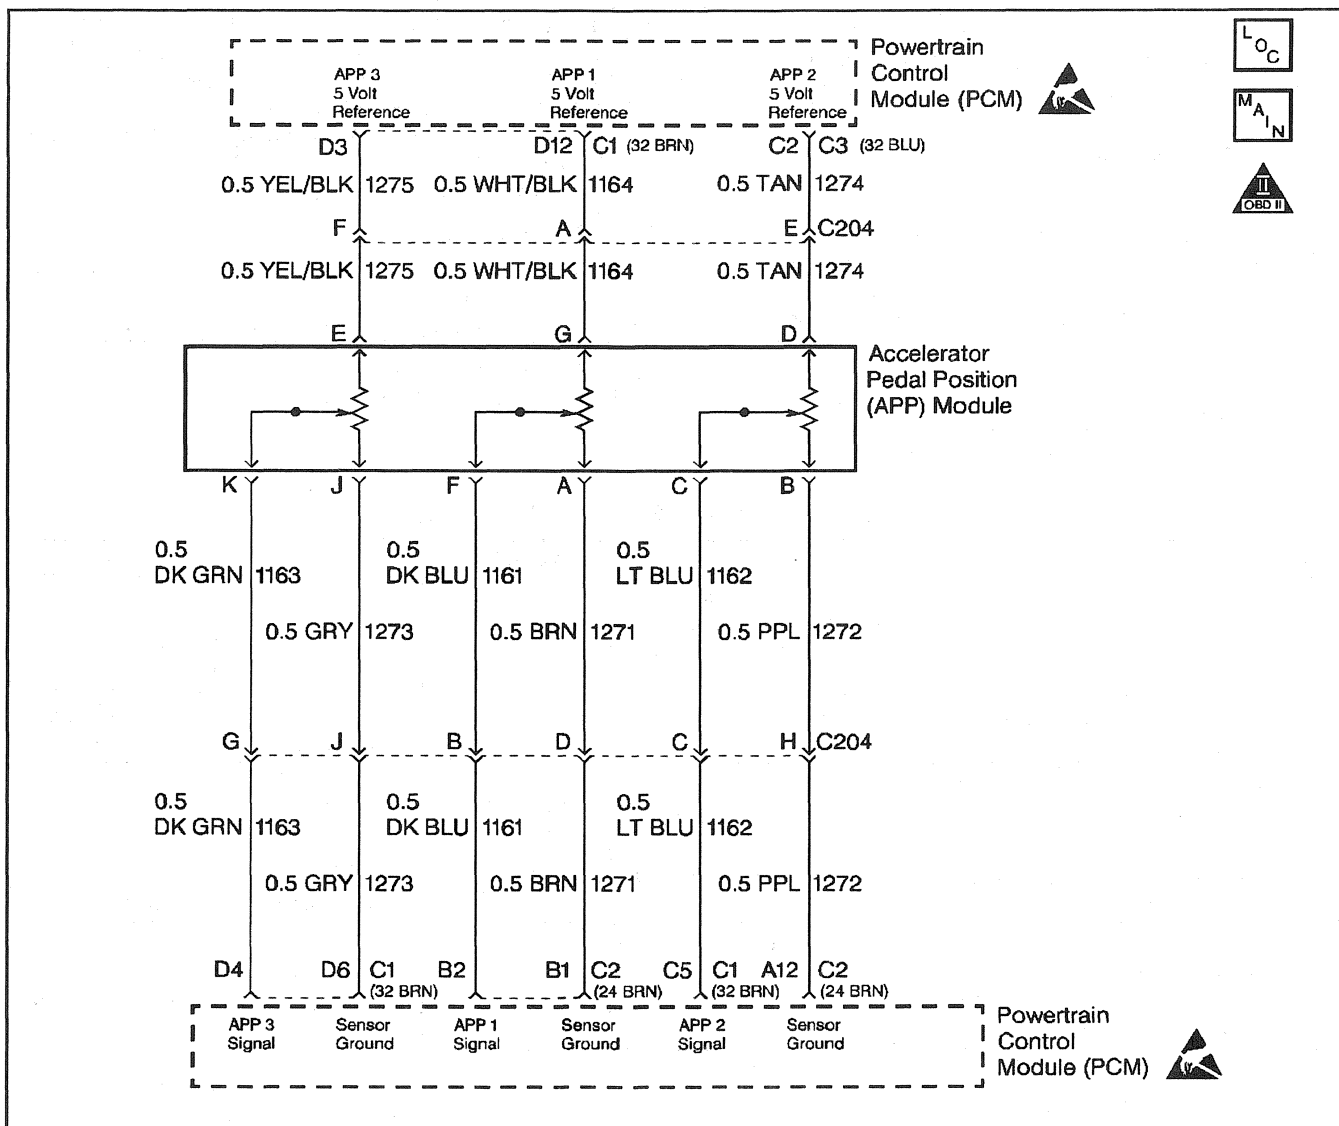 APP 3
5 Volt
Reference
APP 1
5 Volt
Reference
APP 2
5 Volt
Reference
Powertrain
Control
Module (PCM)
LOC
MAIN
II
OBD II
D3 D12 C1 (32 BRN) C2 C3 (32 BLU)
0.5 YEL/BLK 1275 0.5 WHT/BLK 1164 0.5 TAN 1274
F A E C204
0.5 YEL/BLK 1275 0.5 WHT/BLK 1164 0.5 TAN 1274
E G D
Accelerator
Pedal Position
(APP) Module
K J F A C B
0.5 0.5 0.5
DK GRN 1163 DK BLU 1161 LT BLU 1162
0.5 GRY 1273 0.5 BRN 1271 0.5 PPL 1272
G J B D C H C204
0.5 0.5 0.5
DK GRN 1163 DK BLU 1161 LT BLU 1162
0.5 GRY 1273 0.5 BRN 1271 0.5 PPL 1272
D4 D6 C1 B2 B1 C2 C5 C1 A12 C2
(32 BRN) (24 BRN) (32 BRN) (24 BRN)
APP 3
Signal
Sensor
Ground
APP 1
Signal
Sensor
Ground
APP 2
Signal
Sensor
Ground
Powertrain
Control
Module (PCM)